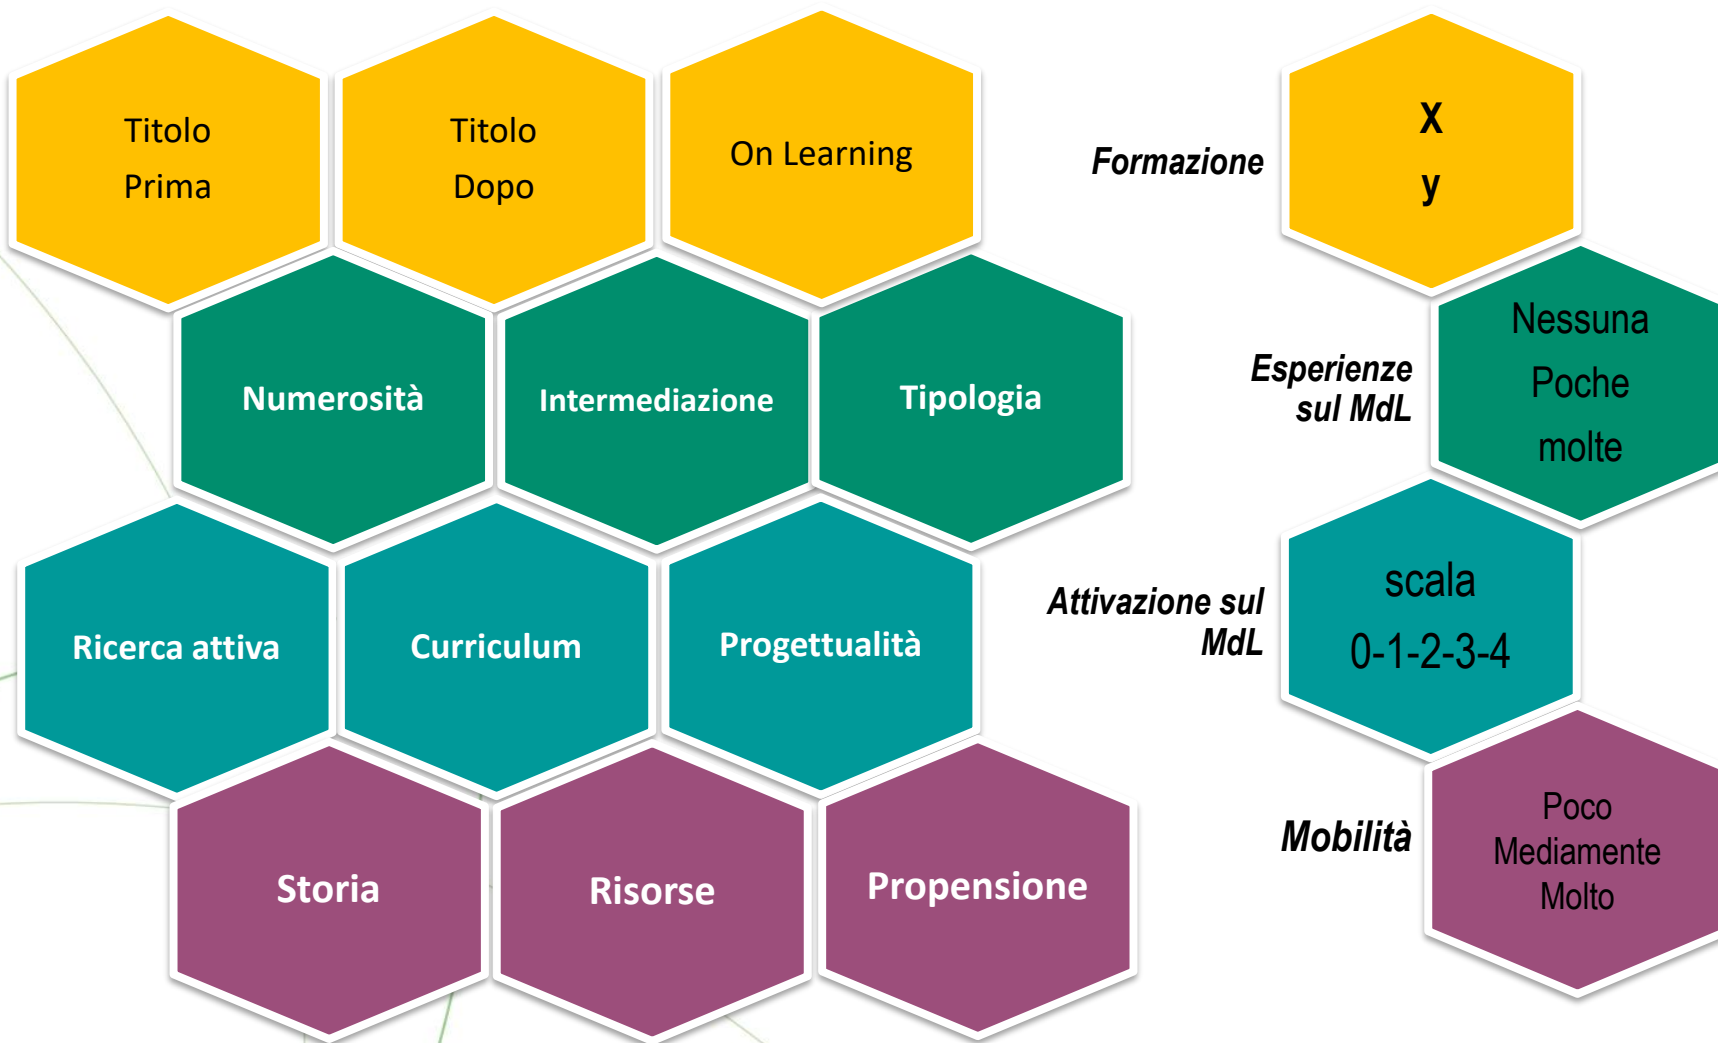 Titolo
Prima
Titolo
Dopo
On Learning
Formazione
X
y
Numerosità
Intermediazione
Tipologia
Esperienze
sul MdL
Nessuna
Poche
molte
Ricerca attiva
Curriculum
Progettualità
Attivazione sul
MdL
scala
0-1-2-3-4
Storia
Risorse
Propensione
Mobilità
Poco
Mediamente
Molto